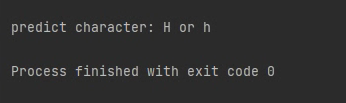 predict character: H or h
Process finished with exit code 0